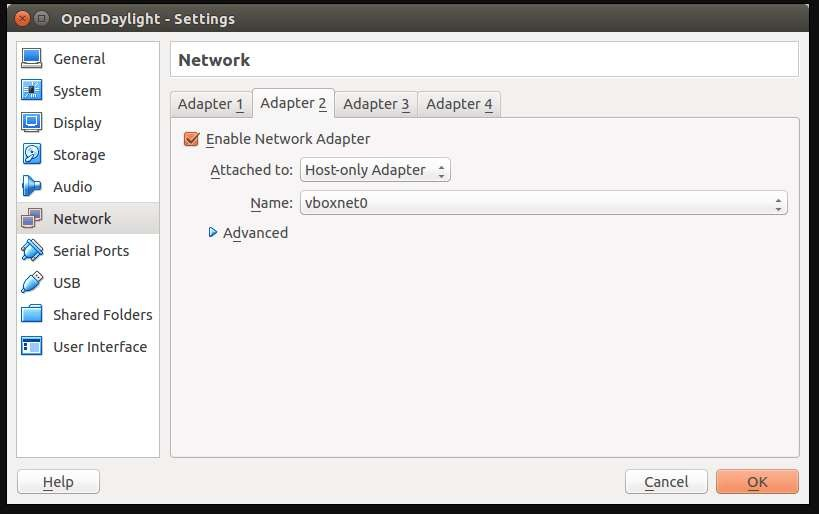 OpenDaylight - Settings
General
System
Display
Storage
Audio
Network
Serial Ports
USB
Shared Folders
User Interface
Network
Adapter 1 Adapter 2 Adapter 3 Adapter 4
Enable Network Adapter
Attached to: Host-only Adapter
Name: vboxnet0
Advanced
Help Cancel OK